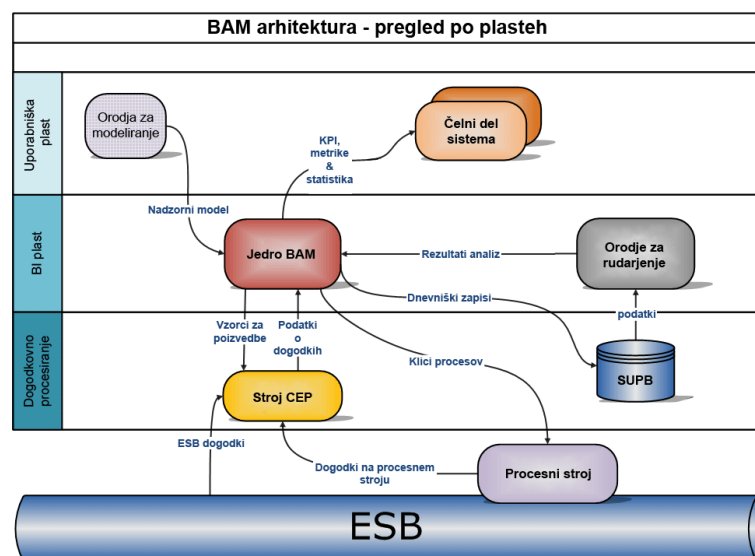 BAM arhitektura - pregled po plasteh
Uporabniška
plast
Orodja za
modeliranje
KPI,
metrike
&
statistika
Čelni del
sistema
Nadzorni model
BI plast
Jedro BAM
Rezultati analiz
Orodje za
rudarjenje
Dnevniški zapisi
podatki
Dogodkovno
procesiranje
Vzorci za
poizvedbe
Podatki
o
dogodkih
Klici procesov
Stroj CEP
SUPB
ESB dogodki
Dogodki na procesnem
stroju
Procesni stroj
ESB